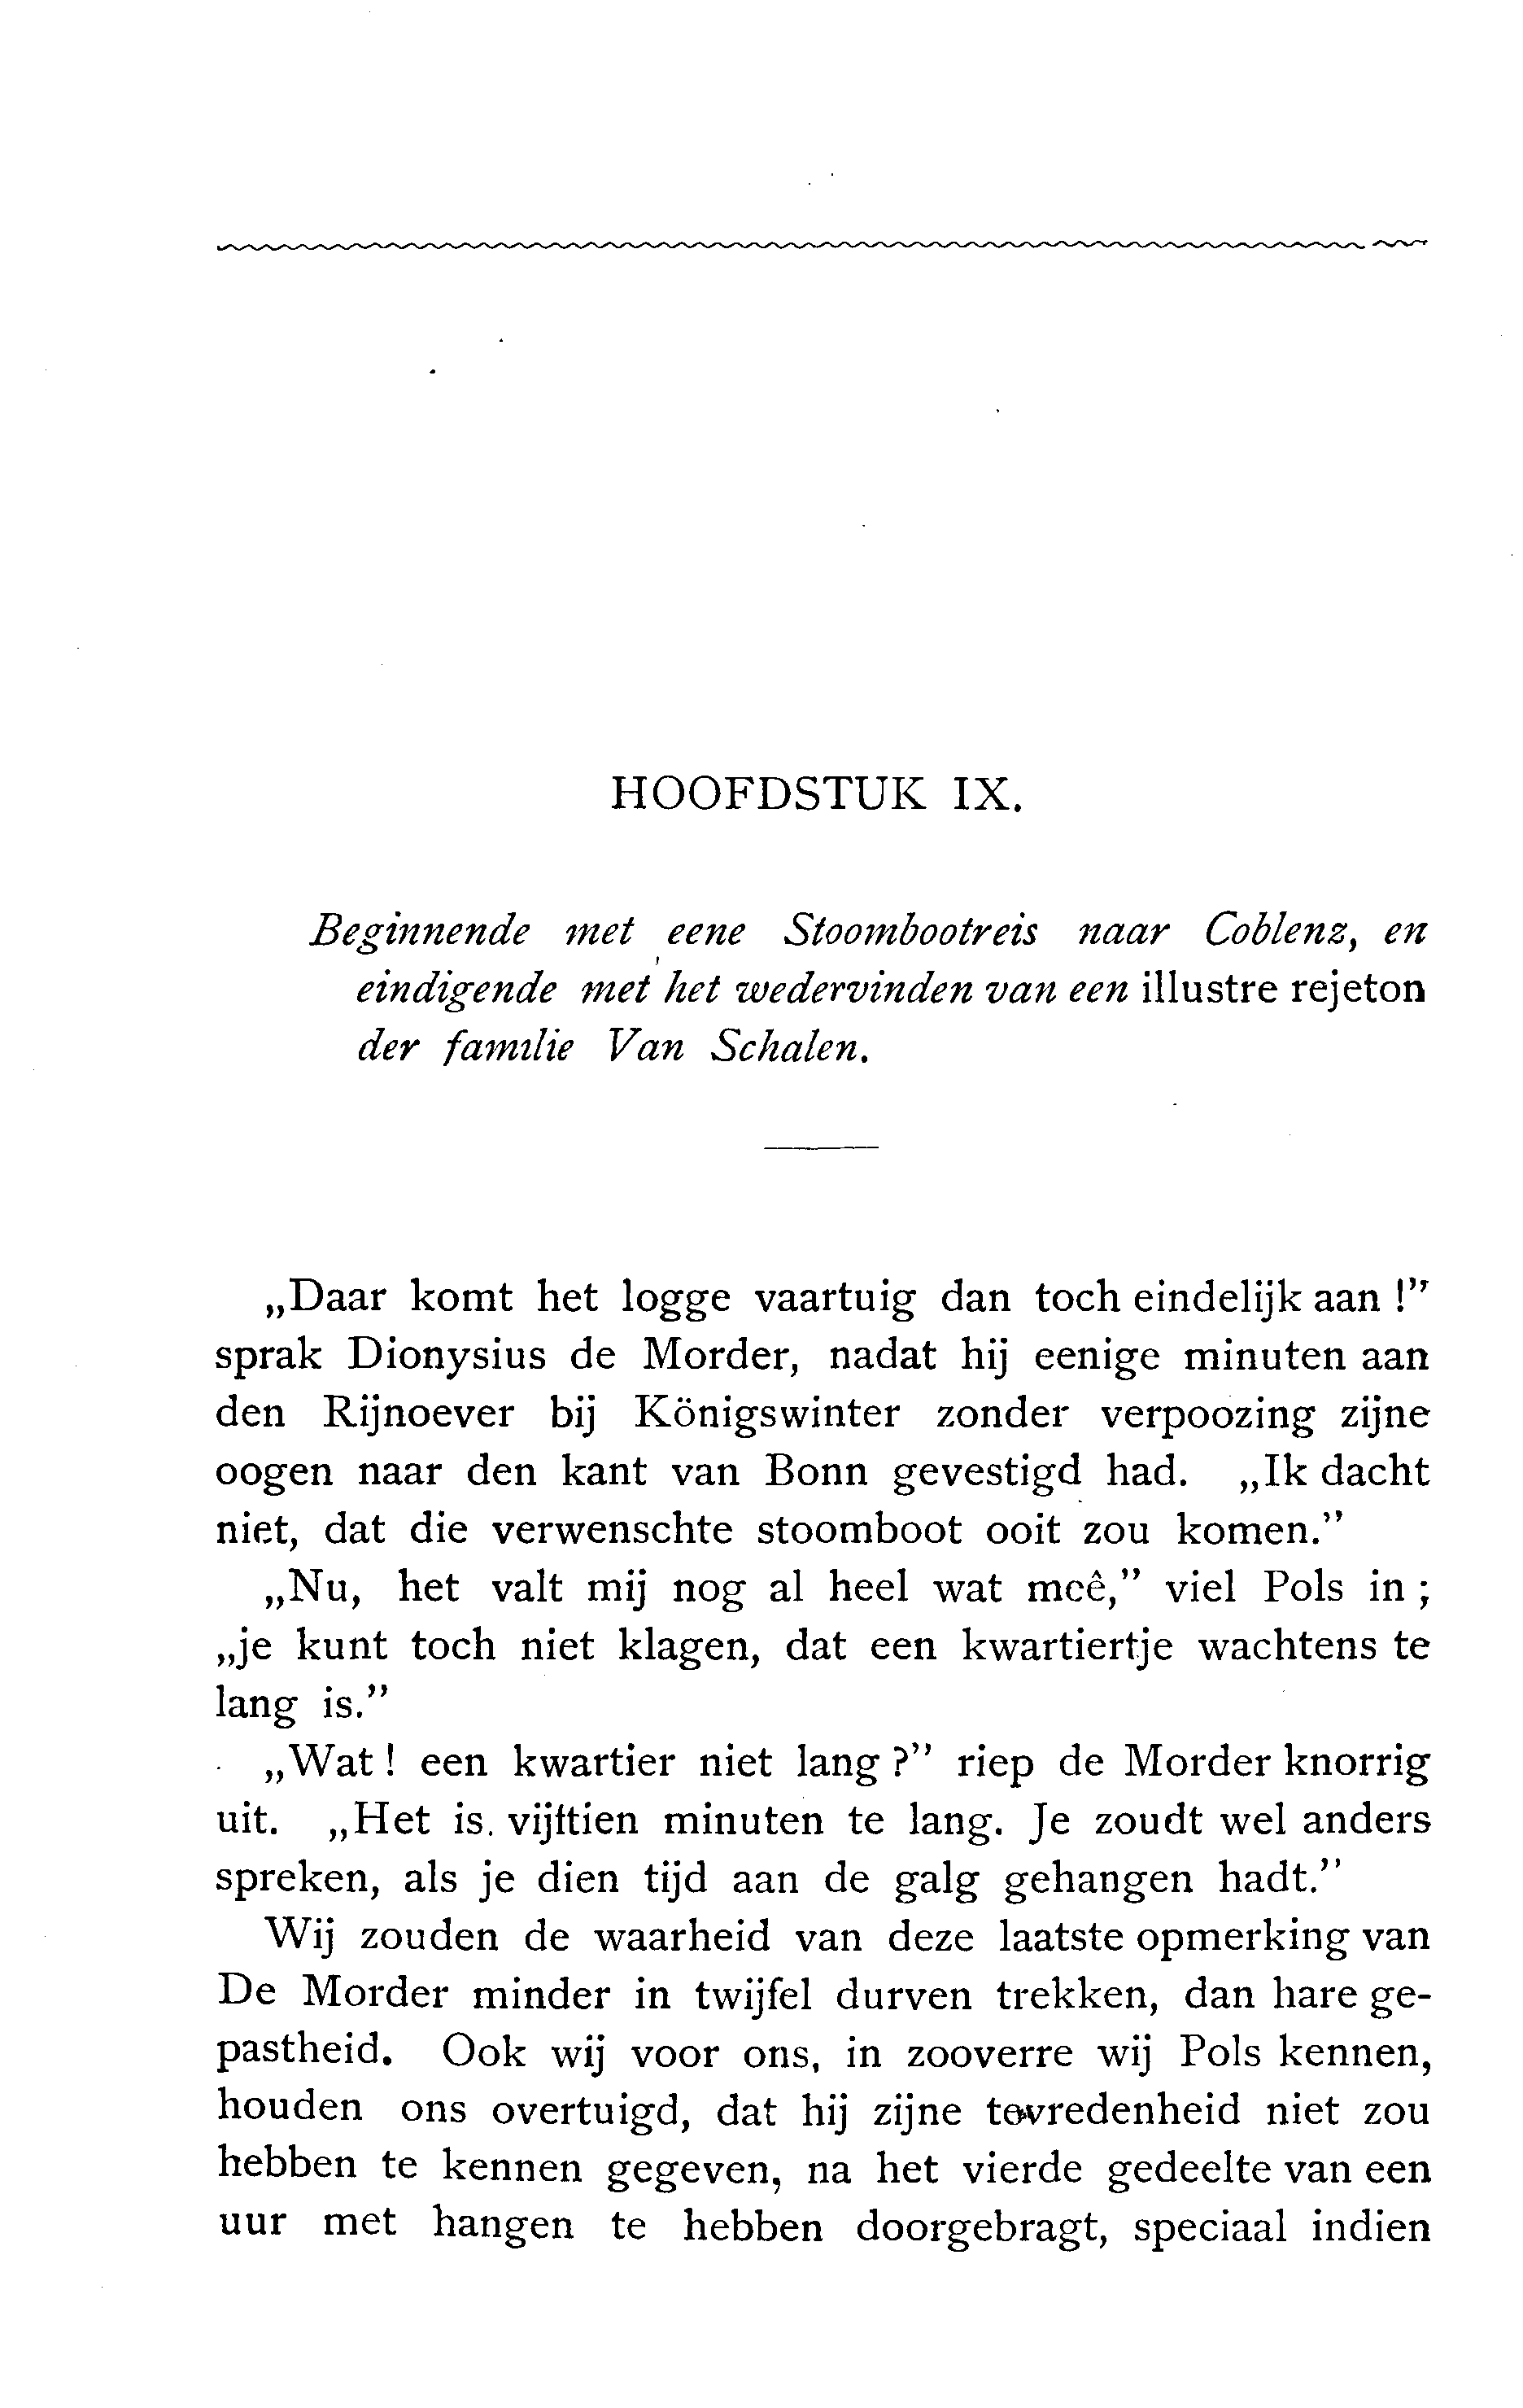 HOOFDSTUK IX.
Beginnende met eene Stoombootreis naar Coblenz, en
eindigende met het wedervinden van een illustre rejeton
der familie Van Schalen.
„Daar komt het logge vaartuig dan toch eindelijk aan !”
sprak Dionysius de Morder, nadat hij eenige minuten aan
den Rijnoever bij Königswinter zonder verpoozing zijne
oogen naar den kant van Bonn gevestigd had. „Ik dacht
niet, dat die verwenschte stoomboot ooit zou komen.”
„Nu, het valt mij nog al heel wat meê,” viel Pols in ;
„je kunt toch niet klagen, dat een kwartiertje wachtens te
lang is.”
„Wat ! een kwartier niet lang ?” riep de Morder knorrig
uit. „Het is. vijftien minuten te lang. Je zoudt wel anders
spreken, als je dien tijd aan de galg gehangen hadt.”
Wij zouden de waarheid van deze laatste opmerking van
De Morder minder in twijfel durven trekken, dan hare ge-
pastheid. Ook wij voor ons, in zooverre wij Pols kennen,
houden ons overtuigd, dat hij zijne tevredenheid niet zou
hebben te kennen gegeven, na het vierde gedeelte van een
uur met hangen te hebben doorgebragt, speciaal indien